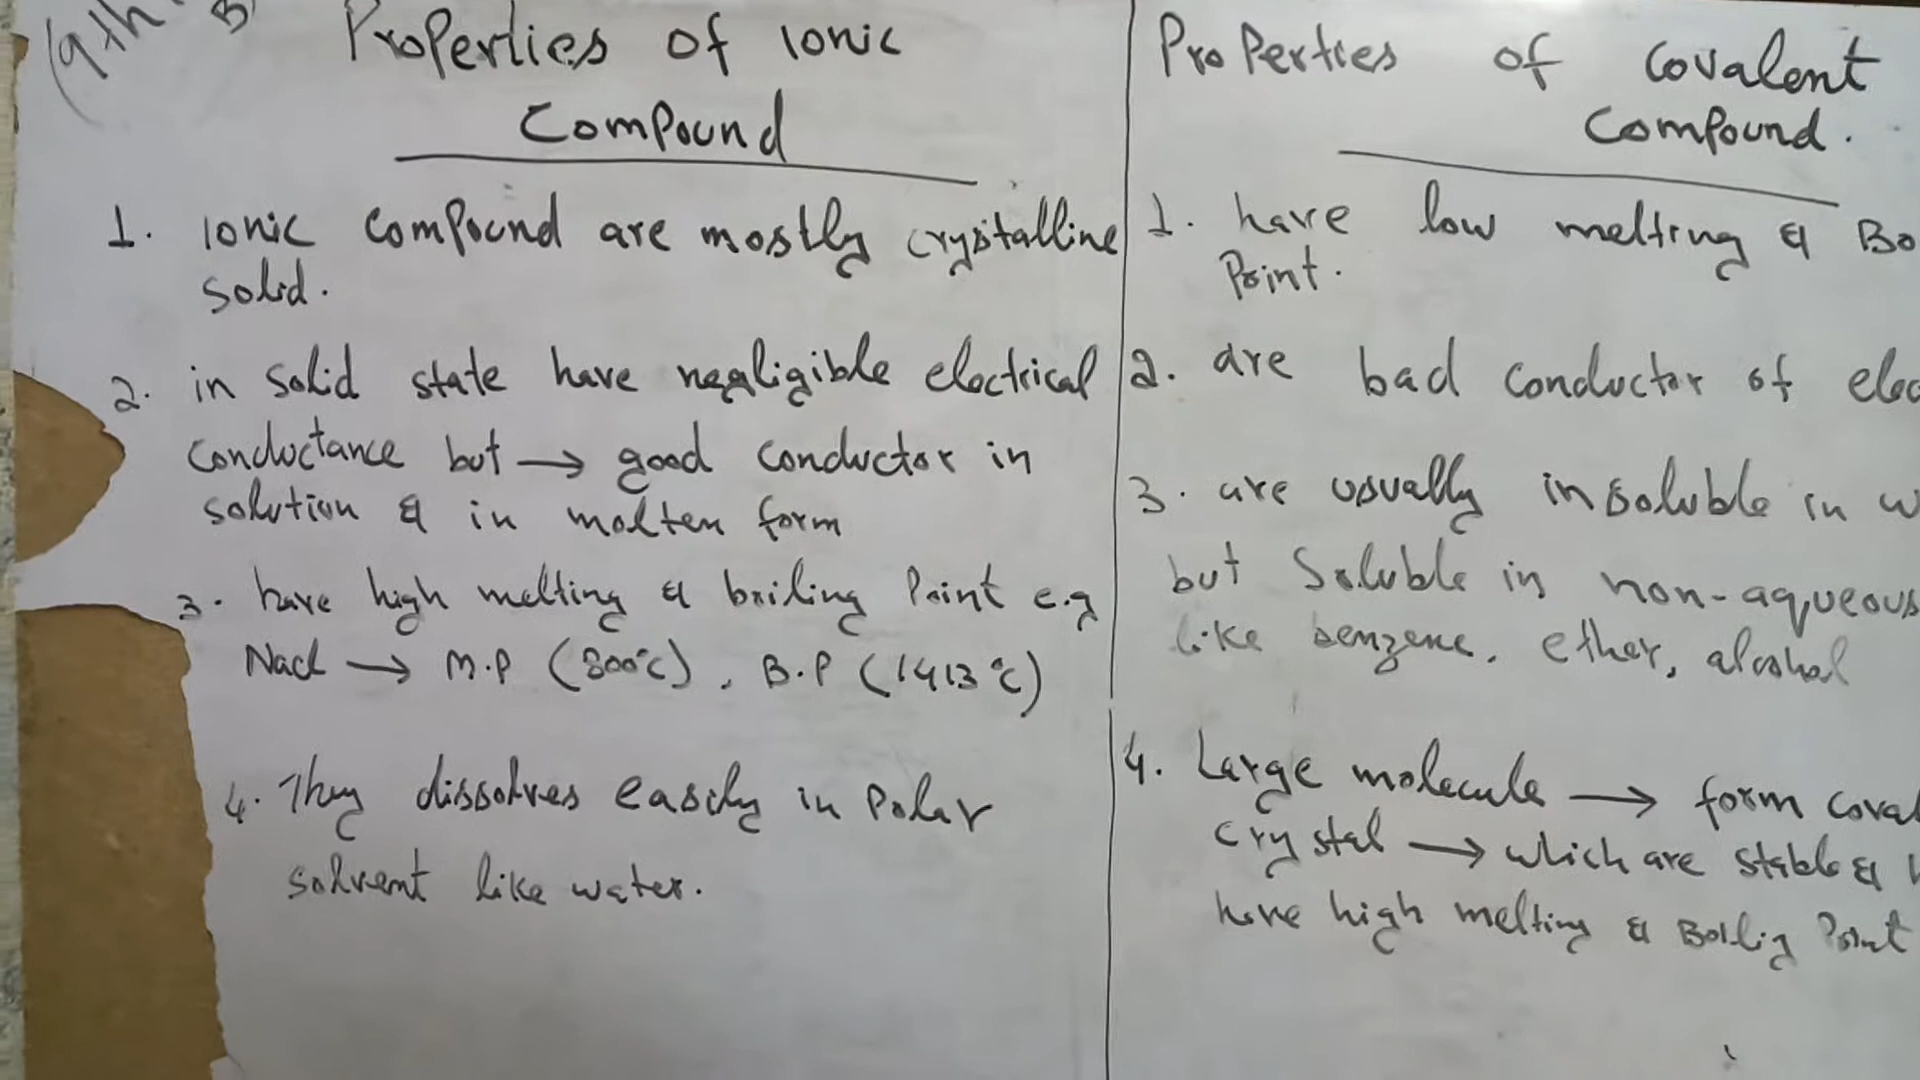 (9th
Properties of ionic
Compound
1. ionic compound are mostly crystalline
solid.
2. in solid state have negligible electrical
conductance but → good conductor in
solution & in molten form
3. have high melting & boiling Point e.g
Nacl → M.P (800°c), B.P (1413°c)
4. They dissolves easily in Polar
solvent like water.
Properties of Covalent
Compound.
1. have low melting & Bo
Point.
2. are bad conductor of elec
3. are usually insoluble in w
but Soluble in non-aqueous
like benzene, ether, alcohol
4. Large molecule → form coval
crystal → which are stable &
have high melting & Boilig Point